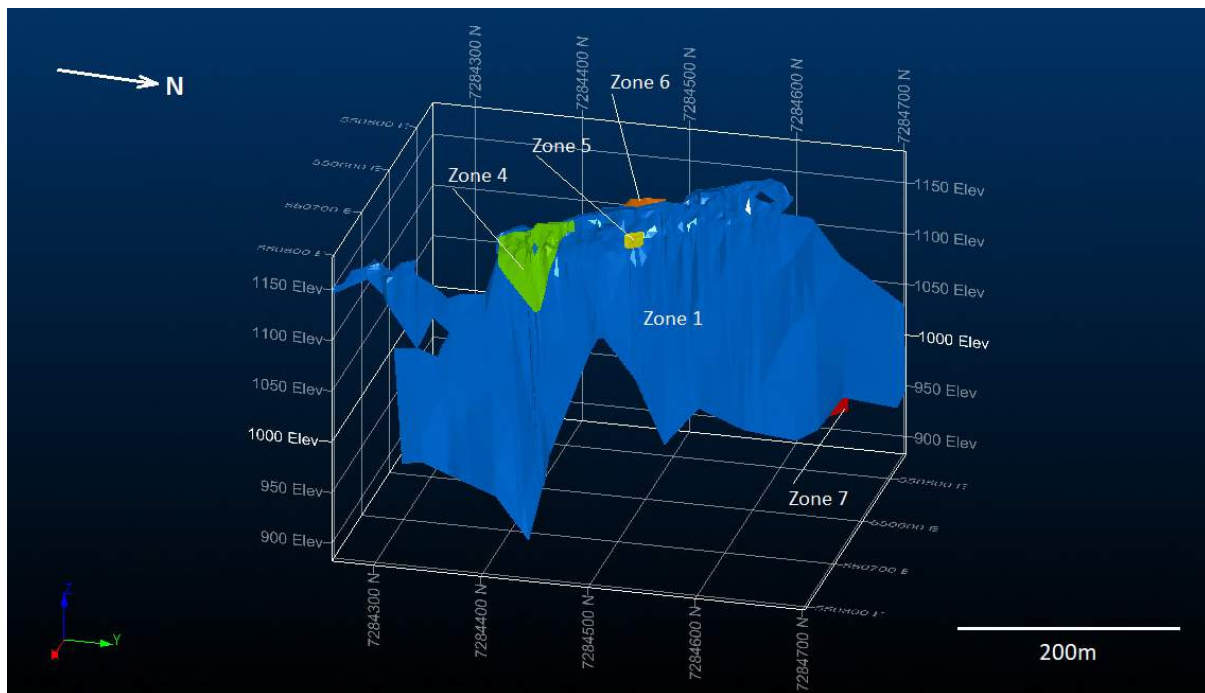 N
7284300 N
7284400 N
7284500 N
7284600 N
7284700 N
Zone 6
Zone 5
Zone 4
Zone 1
Zone 7
1150 Elev
1100 Elev
1050 Elev
1000 Elev
950 Elev
900 Elev
1150 Elev
1100 Elev
1050 Elev
1000 Elev
950 Elev
900 Elev
7284300 N
7284400 N
7284500 N
7284600 N
7284700 N
Z
Y
200m